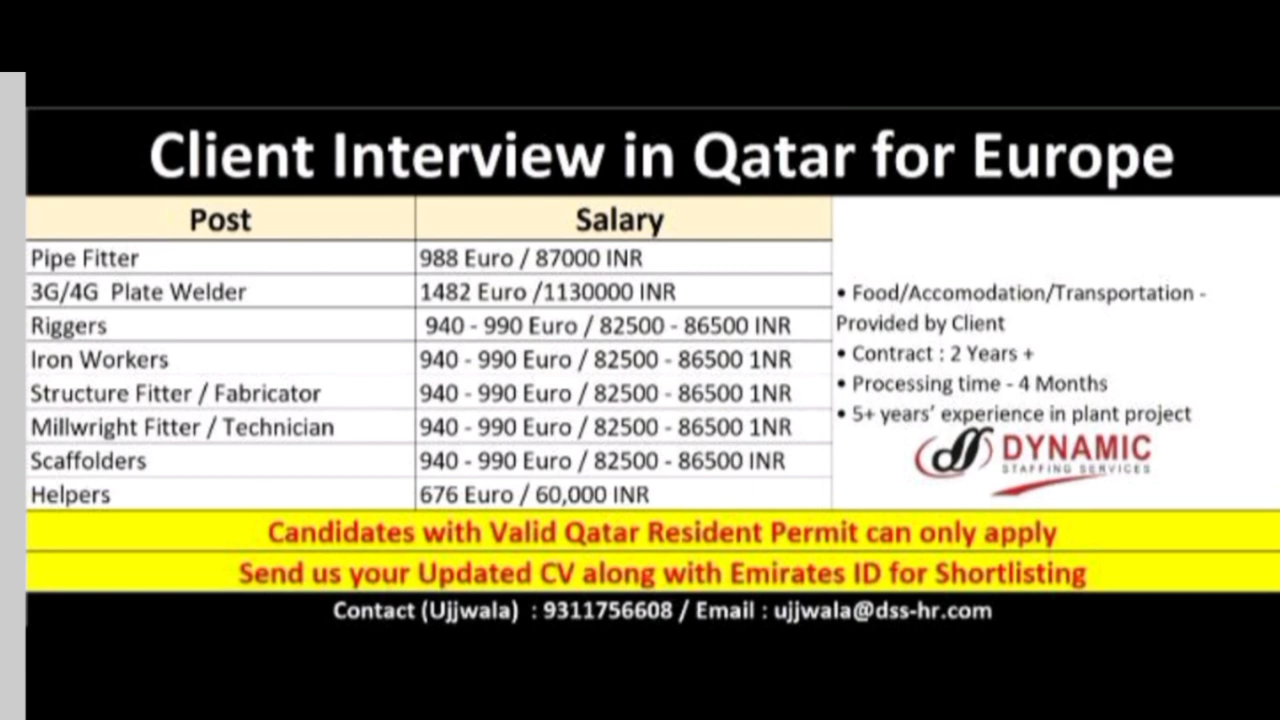 Client Interview in Qatar for Europe
Post Salary
Pipe Fitter 988 Euro / 87000 INR
3G/4G Plate Welder 1482 Euro /1130000 INR
Riggers 940 - 990 Euro / 82500 - 86500 INR
Iron Workers 940 - 990 Euro / 82500 - 86500 1NR
Structure Fitter / Fabricator 940 - 990 Euro / 82500 - 86500 1NR
Millwright Fitter / Technician 940 - 990 Euro / 82500 - 86500 1NR
Scaffolders 940 - 990 Euro / 82500 - 86500 INR
Helpers 676 Euro / 60,000 INR
• Food/Accomodation/Transportation -
Provided by Client
• Contract : 2 Years +
• Processing time - 4 Months
• 5+ years’ experience in plant project
dss DYNAMIC
STAFFING SERVICES
Candidates with Valid Qatar Resident Permit can only apply
Send us your Updated CV along with Emirates ID for Shortlisting
Contact (Ujjwala) : 9311756608 / Email : ujjwala@dss-hr.com